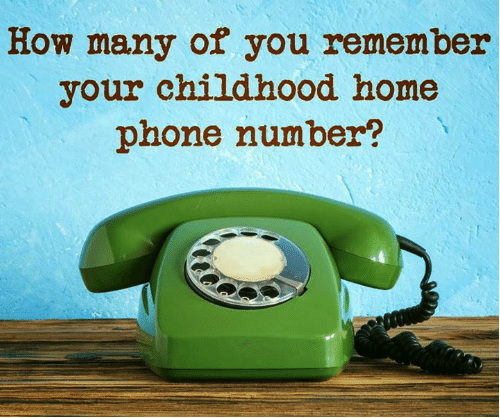 How many of you remember
your childhood home
phone number?